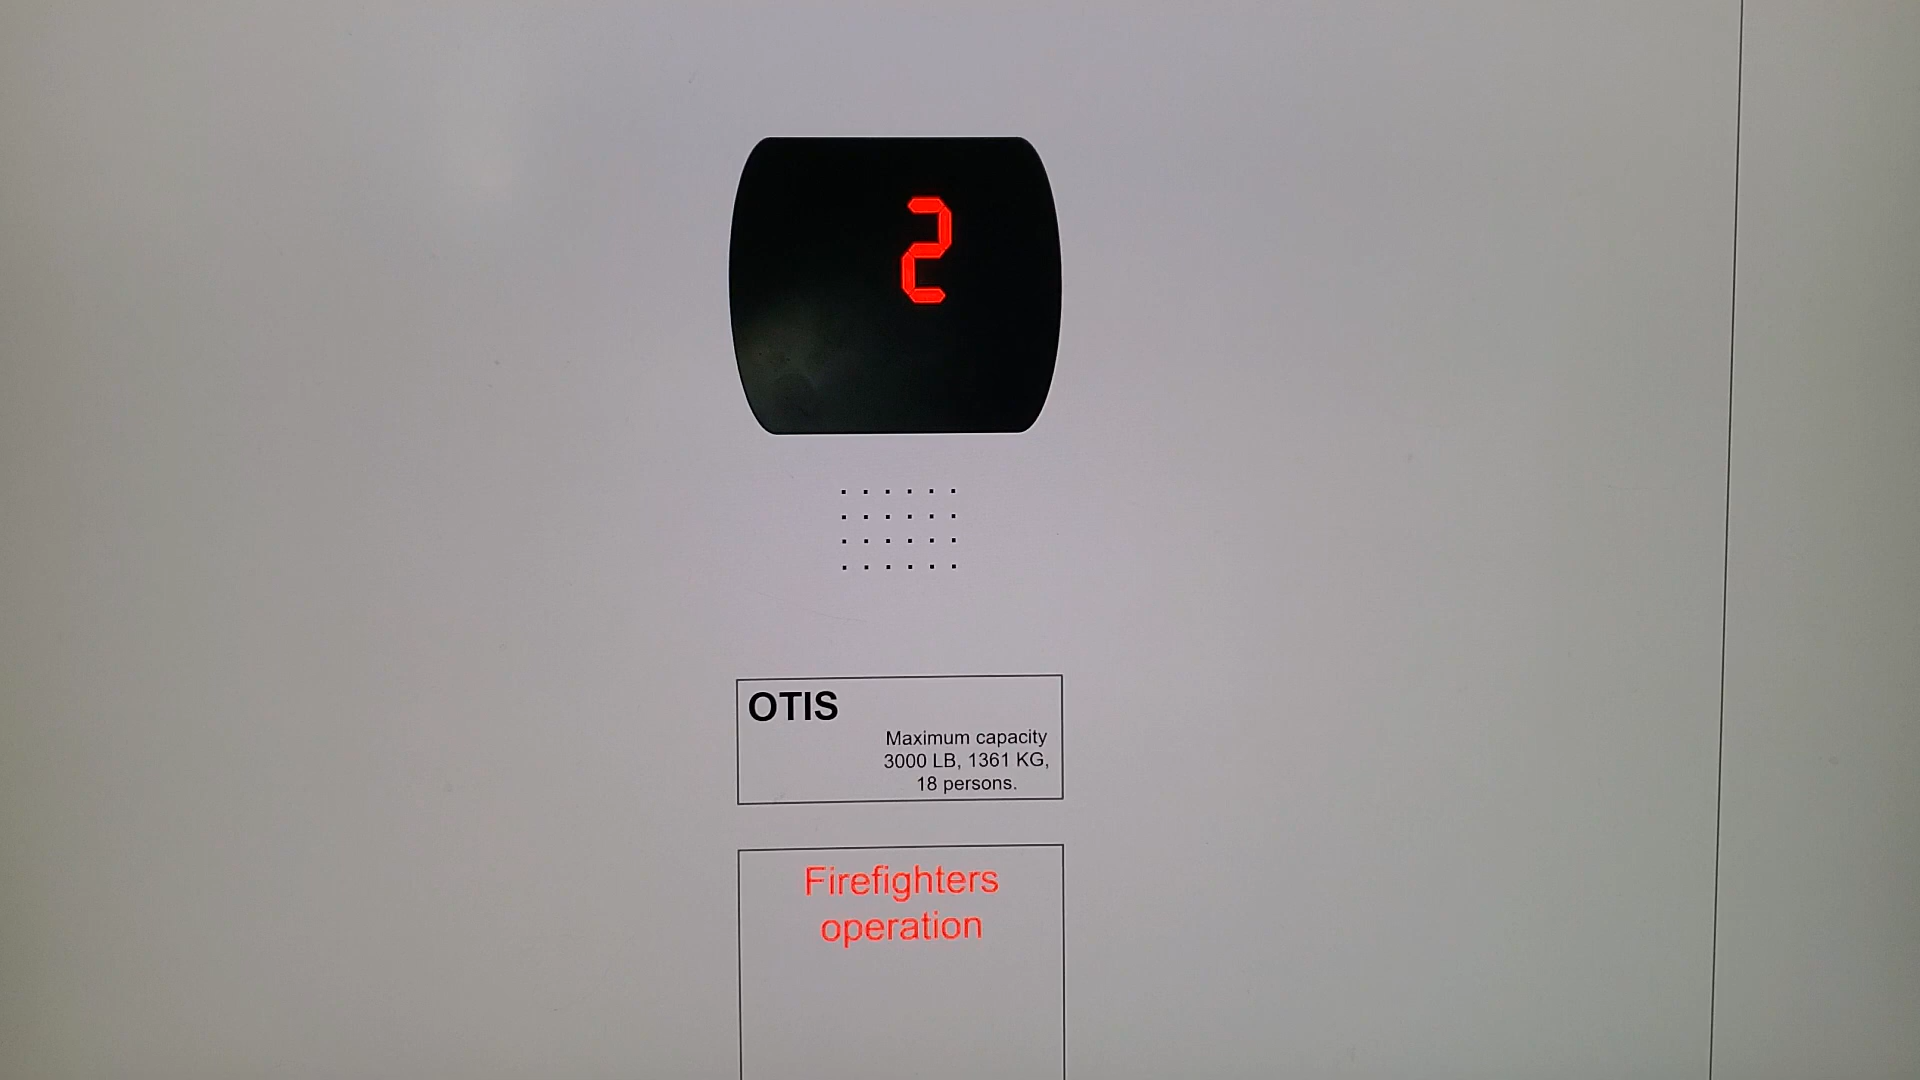 2
OTIS
Maximum capacity
3000 LB, 1361 KG,
18 persons.
Firefighters
operation